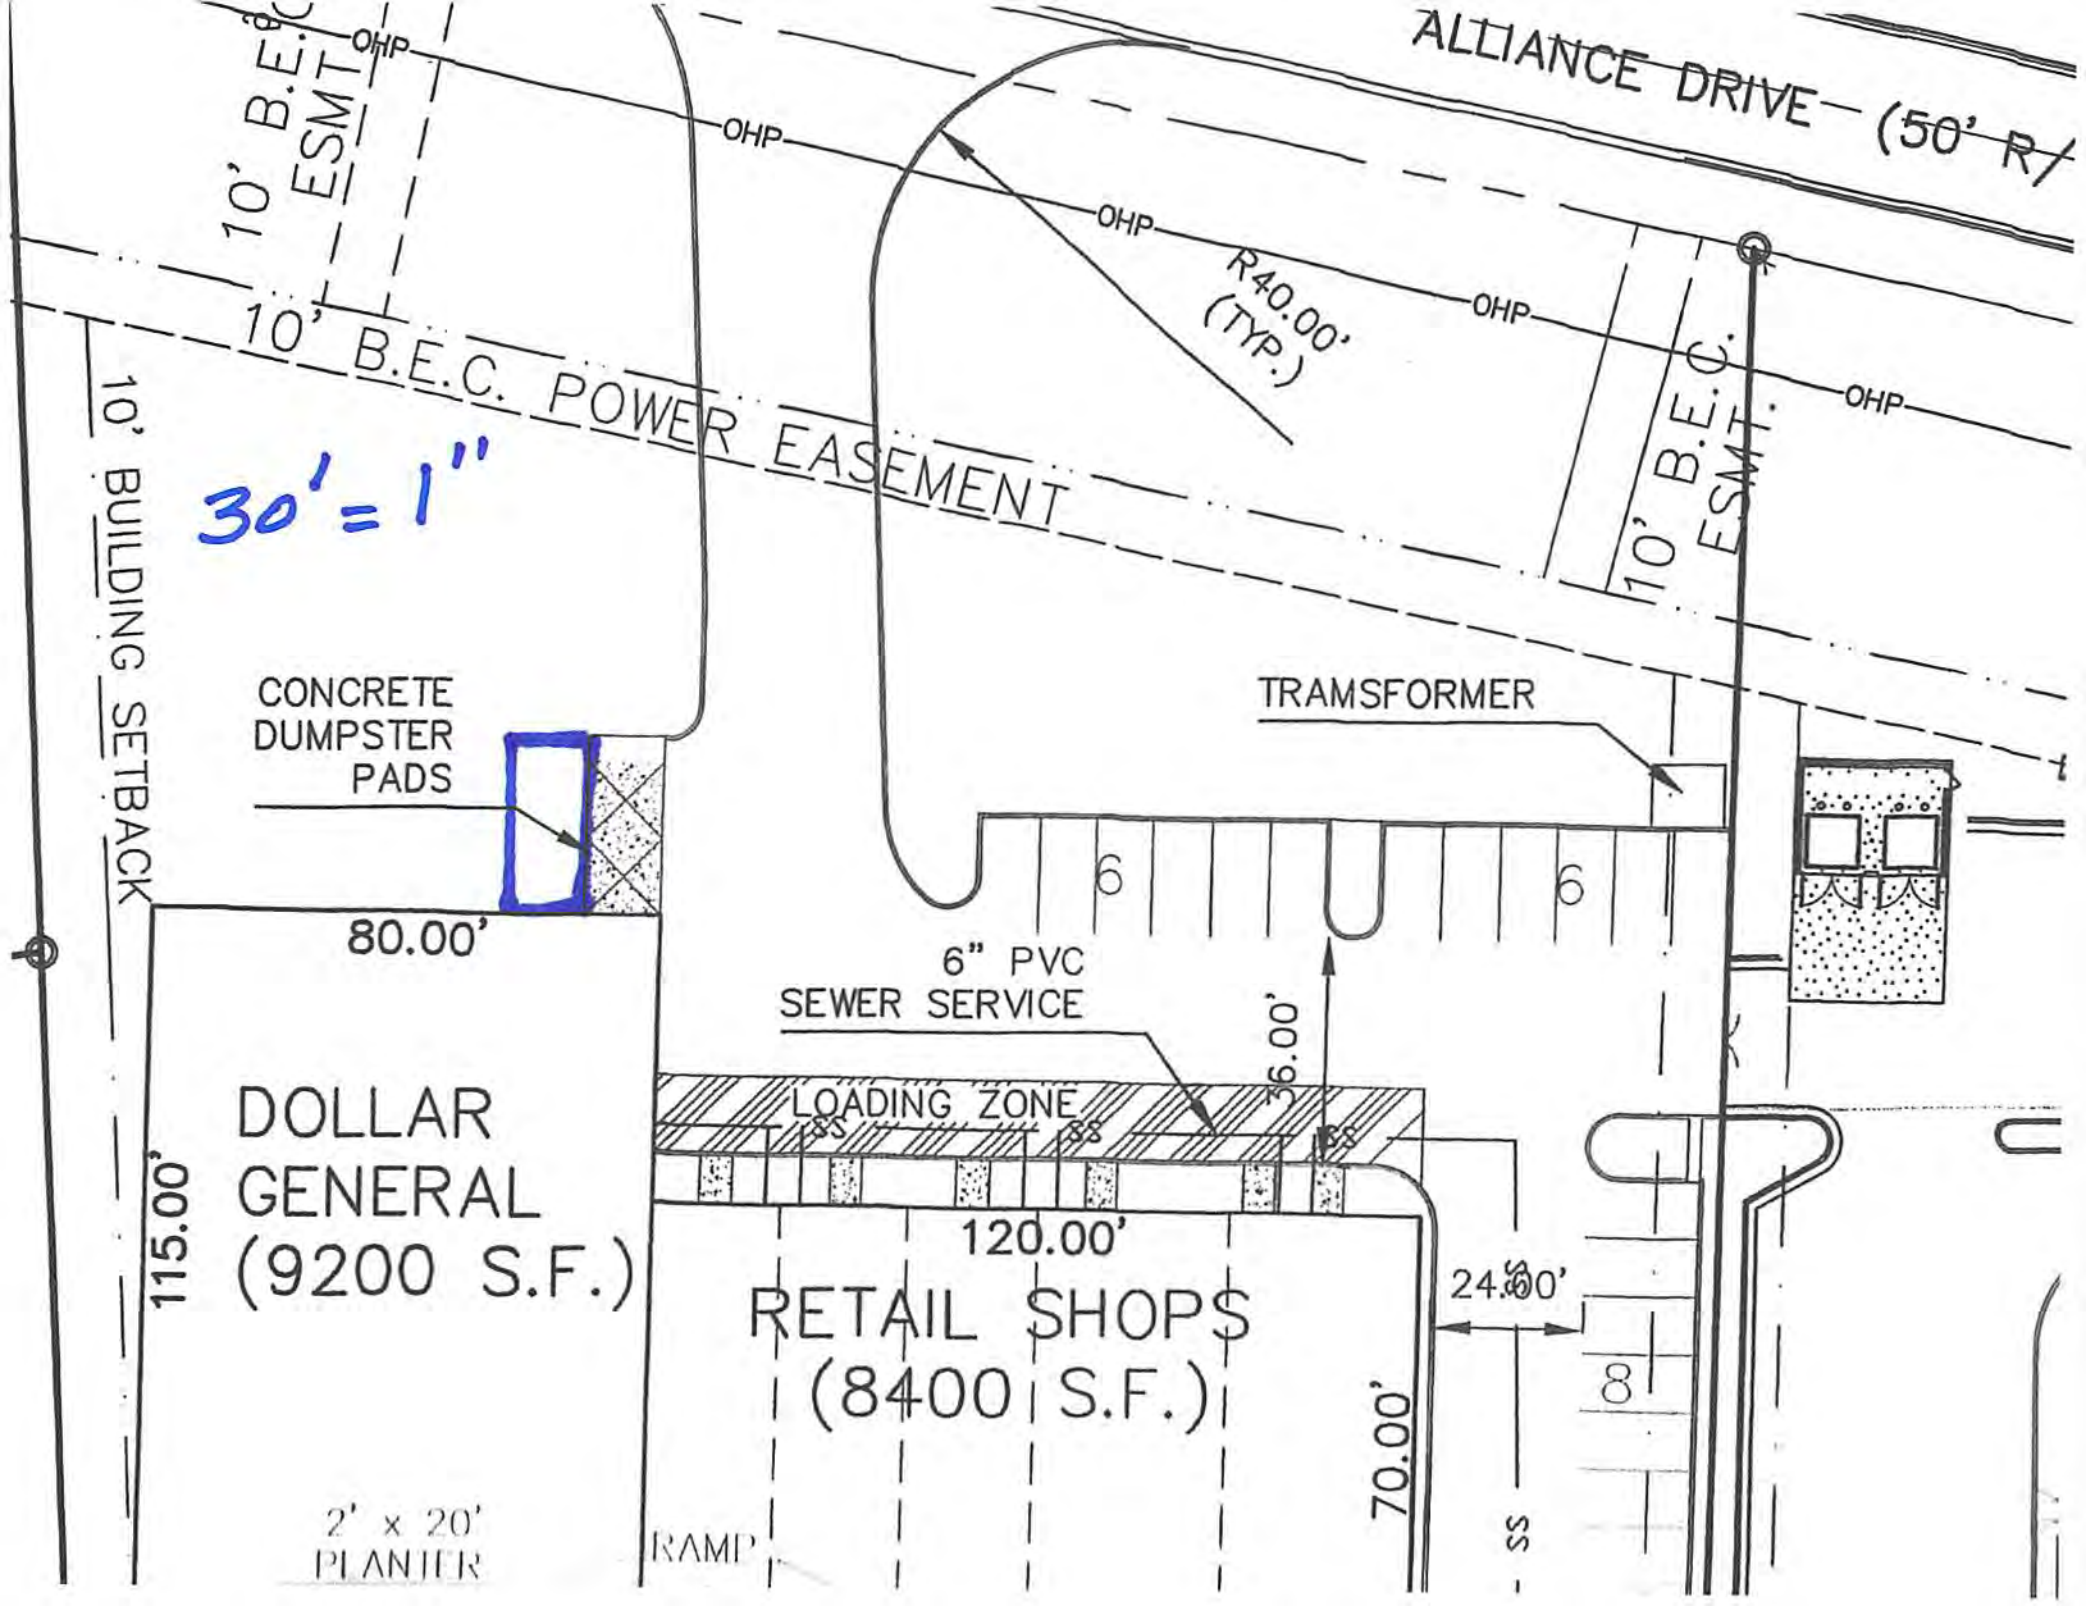 ALLIANCE DRIVE (50' R/
OHP
10' B.E.C.
ESMT
OHP
OHP
R40.00'
(TYP.)
OHP
OHP
10' B.E.C.
ESMT.
10' B.E.C. POWER EASEMENT
10' BUILDING SETBACK
30' = 1"
CONCRETE
DUMPSTER
PADS
TRAMSFORMER
6
6
80.00'
6" PVC
SEWER SERVICE
36.00'
LOADING ZONE
SS
SS
SS
DOLLAR
GENERAL
(9200 S.F.)
115.00'
120.00'
RETAIL SHOPS
(8400 S.F.)
24.00'
SS
8
70.00'
SS
2' x 20'
PLANTER
RAMP